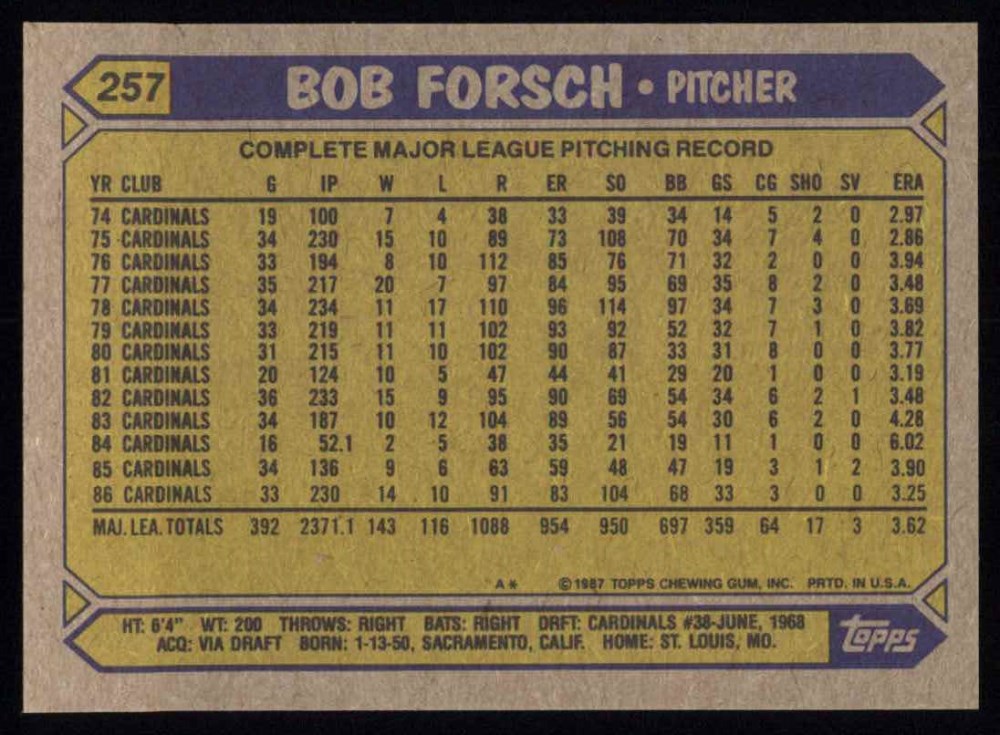 257 BOB FORSCH • PITCHER
COMPLETE MAJOR LEAGUE PITCHING RECORD
YR CLUB G IP W L R ER SO BB GS CG SHO SV ERA
74 CARDINALS 19 100 7 4 38 33 39 34 14 5 2 0 2.97
75 CARDINALS 34 230 15 10 89 73 108 70 34 7 4 0 2.86
76 CARDINALS 33 194 8 10 112 85 76 71 32 2 0 0 3.94
77 CARDINALS 35 217 20 7 97 84 95 69 35 8 2 0 3.48
78 CARDINALS 34 234 11 17 110 96 114 97 34 7 3 0 3.69
79 CARDINALS 33 219 11 11 102 93 92 52 32 7 1 0 3.82
80 CARDINALS 31 215 11 10 102 90 87 33 31 8 0 0 3.77
81 CARDINALS 20 124 10 5 47 44 41 29 20 1 0 0 3.19
82 CARDINALS 36 233 15 9 95 90 69 54 34 6 2 1 3.48
83 CARDINALS 34 187 10 12 104 89 56 54 30 6 2 0 4.28
84 CARDINALS 16 52.1 2 5 38 35 21 19 11 1 0 0 6.02
85 CARDINALS 34 136 9 6 63 59 48 47 19 3 1 2 3.90
86 CARDINALS 33 230 14 10 91 83 104 68 33 3 0 0 3.25
MAJ. LEA. TOTALS 392 2371.1 143 116 1088 954 950 697 359 64 17 3 3.62
A* ©1987 TOPPS CHEWING GUM, INC. PRTD. IN U.S.A.
HT: 6'4" WT: 200 THROWS: RIGHT BATS: RIGHT DRFT: CARDINALS #38-JUNE, 1968
ACQ: VIA DRAFT BORN: 1-13-50, SACRAMENTO, CALIF. HOME: ST. LOUIS, MO.
topps